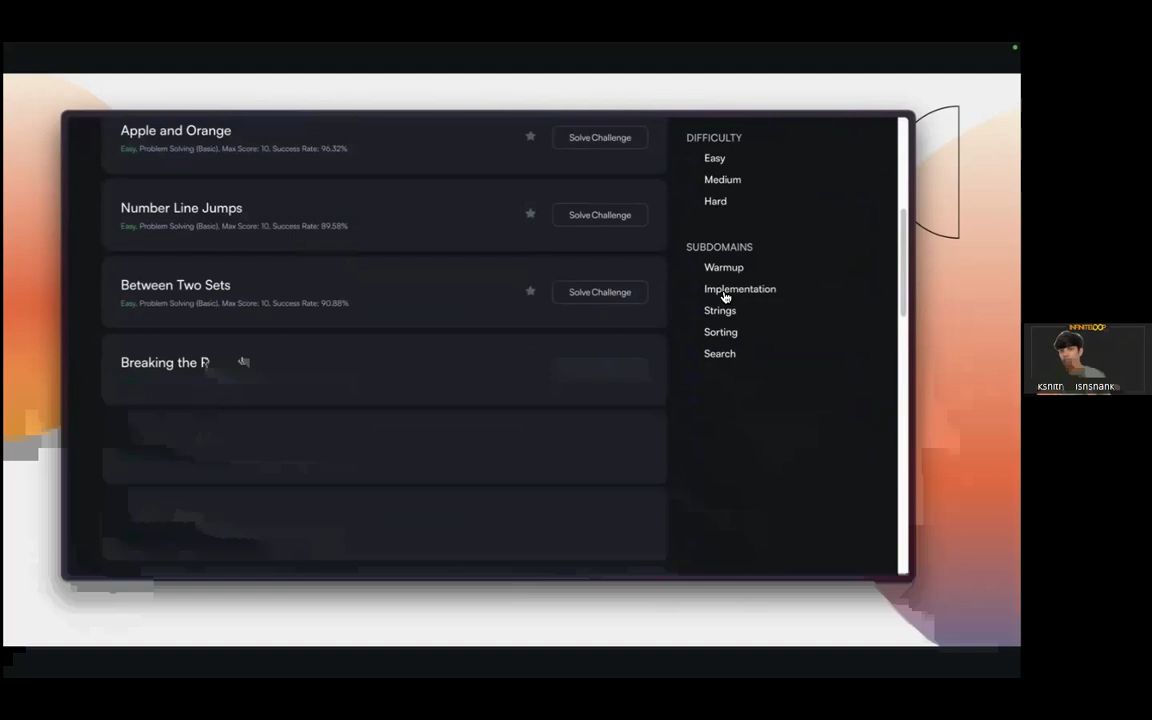 Apple and Orange
Solve Challenge
Easy, Problem Solving (Basic), Max Score: 10, Success Rate: 96.32%
Number Line Jumps
Solve Challenge
Easy, Problem Solving (Basic), Max Score: 10, Success Rate: 89.58%
Between Two Sets
Solve Challenge
Easy, Problem Solving (Basic), Max Score: 10, Success Rate: 90.88%
Breaking the
DIFFICULTY
Easy
Medium
Hard
SUBDOMAINS
Warmup
Implementation
Strings
Sorting
Search
INFINITELOOP